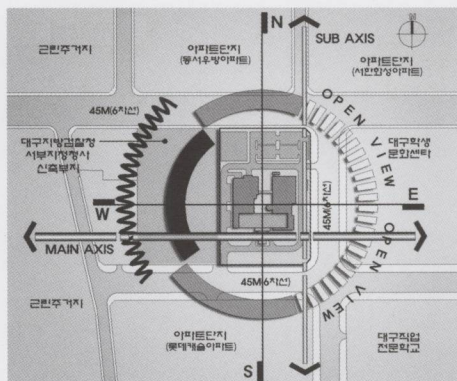 N
근린주거지
아파트단지
(동서우방아파트)
SUB AXIS
아파트단지
(서한화성아파트)
45M(6차선)
OPEN VIEW
대구지방검찰청
서부지청청사
신축부지
대구학생
문화센타
W
E
45M(6차선)
MAIN AXIS
OPEN VIEW
45M(6차선)
근린주거지
아파트단지
(롯데캐슬아파트)
대구직업
전문학교
S